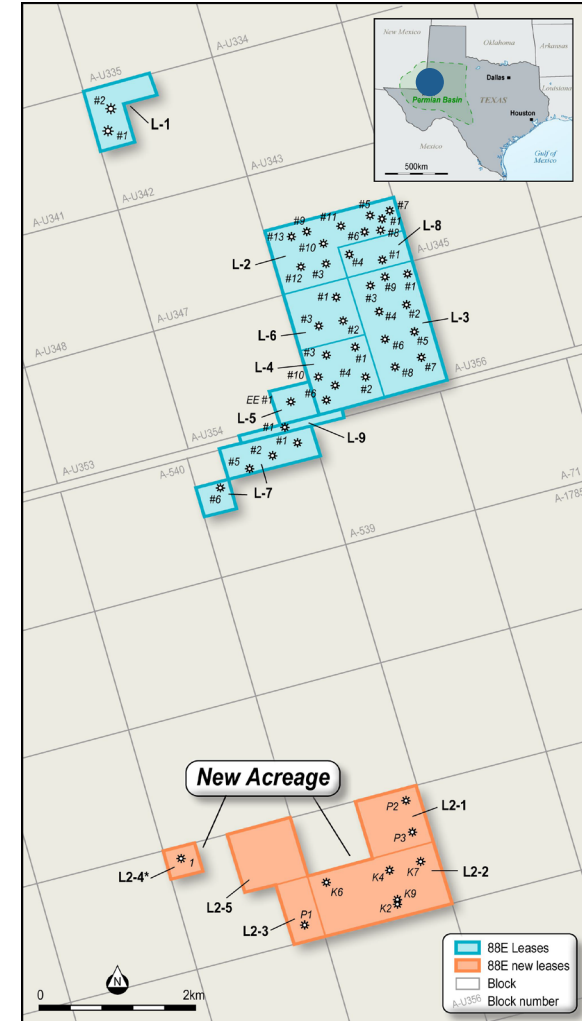 A-U334
A-U335
#2
#1
L-1
A-U343
A-U342
A-U341
New Mexico
Oklahoma
Arkansas
Dallas
Louisiana
Permian Basin
TEXAS
Houston
Mexico
Gulf of
Mexico
500km
#5
#7
#11
#9
#1
#13
#6
#8
L-8
#10
#4
#1
A-U345
L-2
#3
#12
#9
#1
#3
A-U347
#1
#4
#2
L-3
#3
L-6
#2
#5
#6
A-U348
L-4
#3
#1
#7
#8
A-U356
#10
#4
#2
EE #1
#6
L-5
A-U354
#1
L-9
#2
#1
A-U353
A-540
#5
L-7
#6
A-71
A-1785
A-539
New Acreage
P2
L2-1
P3
1
L2-4*
K4
K7
L2-2
K6
L2-5
K9
K2
P1
L2-3
N
0
2km
88E Leases
88E new leases
Block
A-U356
Block number